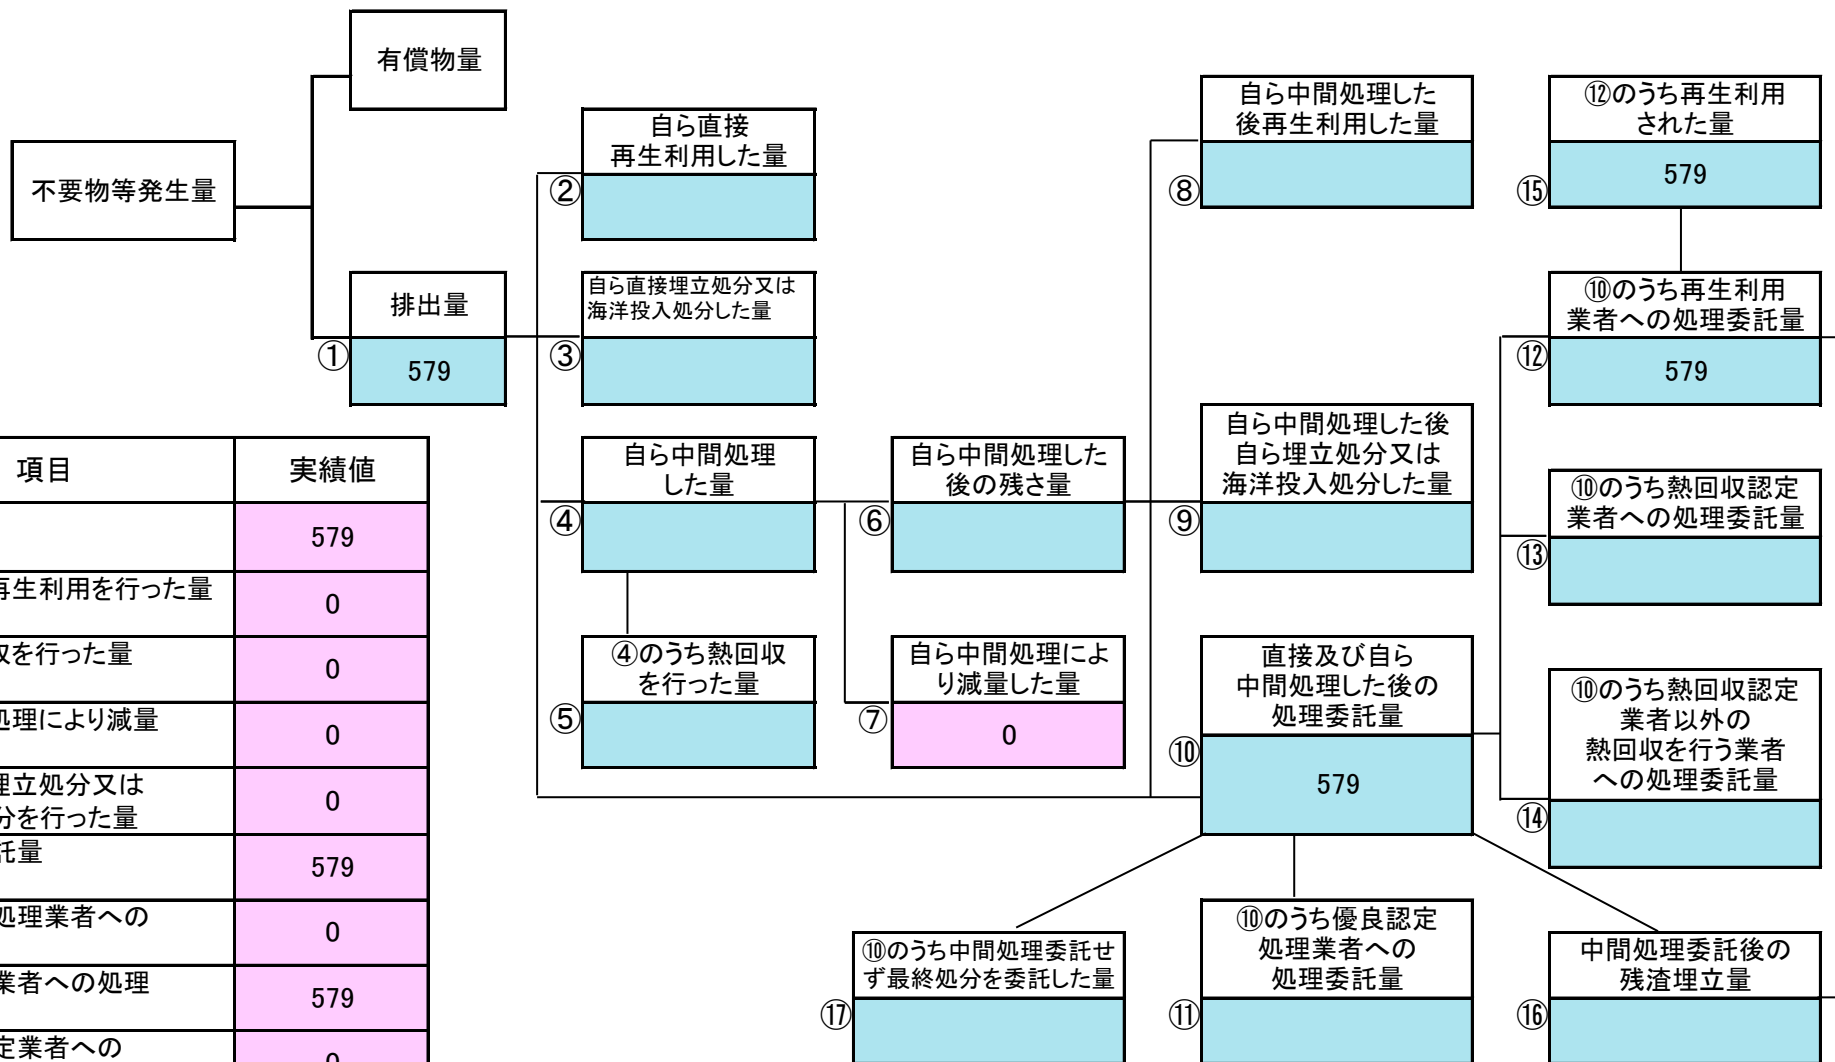 有償物量
不要物等発生量
排出量
①
579
自ら直接
再生利用した量
②
自ら直接埋立処分又は
海洋投入処分した量
③
自ら中間処理
した量
④
④のうち熱回収
を行った量
⑤
自ら中間処理した
後の残さ量
⑥
自ら中間処理によ
り減量した量
⑦
0
自ら中間処理した
後再生利用した量
⑧
自ら中間処理した後
自ら埋立処分又は
海洋投入処分した量
⑨
直接及び自ら
中間処理した後の
処理委託量
⑩
579
⑫のうち再生利用
された量
⑮
579
⑩のうち再生利用
業者への処理委託量
⑫
579
⑩のうち熱回収認定
業者への処理委託量
⑬
⑩のうち熱回収認定
業者以外の
熱回収を行う業者
への処理委託量
⑭
⑩のうち中間処理委託せ
ず最終処分を委託した量
⑰
⑩のうち優良認定
処理業者への
処理委託量
⑪
中間処理委託後の
残渣埋立量
⑯
項目 実績値
579
再生利用を行った量
0
を行った量
0
処理により減量
0
埋立処分又は
分を行った量
0
託量
579
処理業者への
0
業者への処理
579
定業者への
0